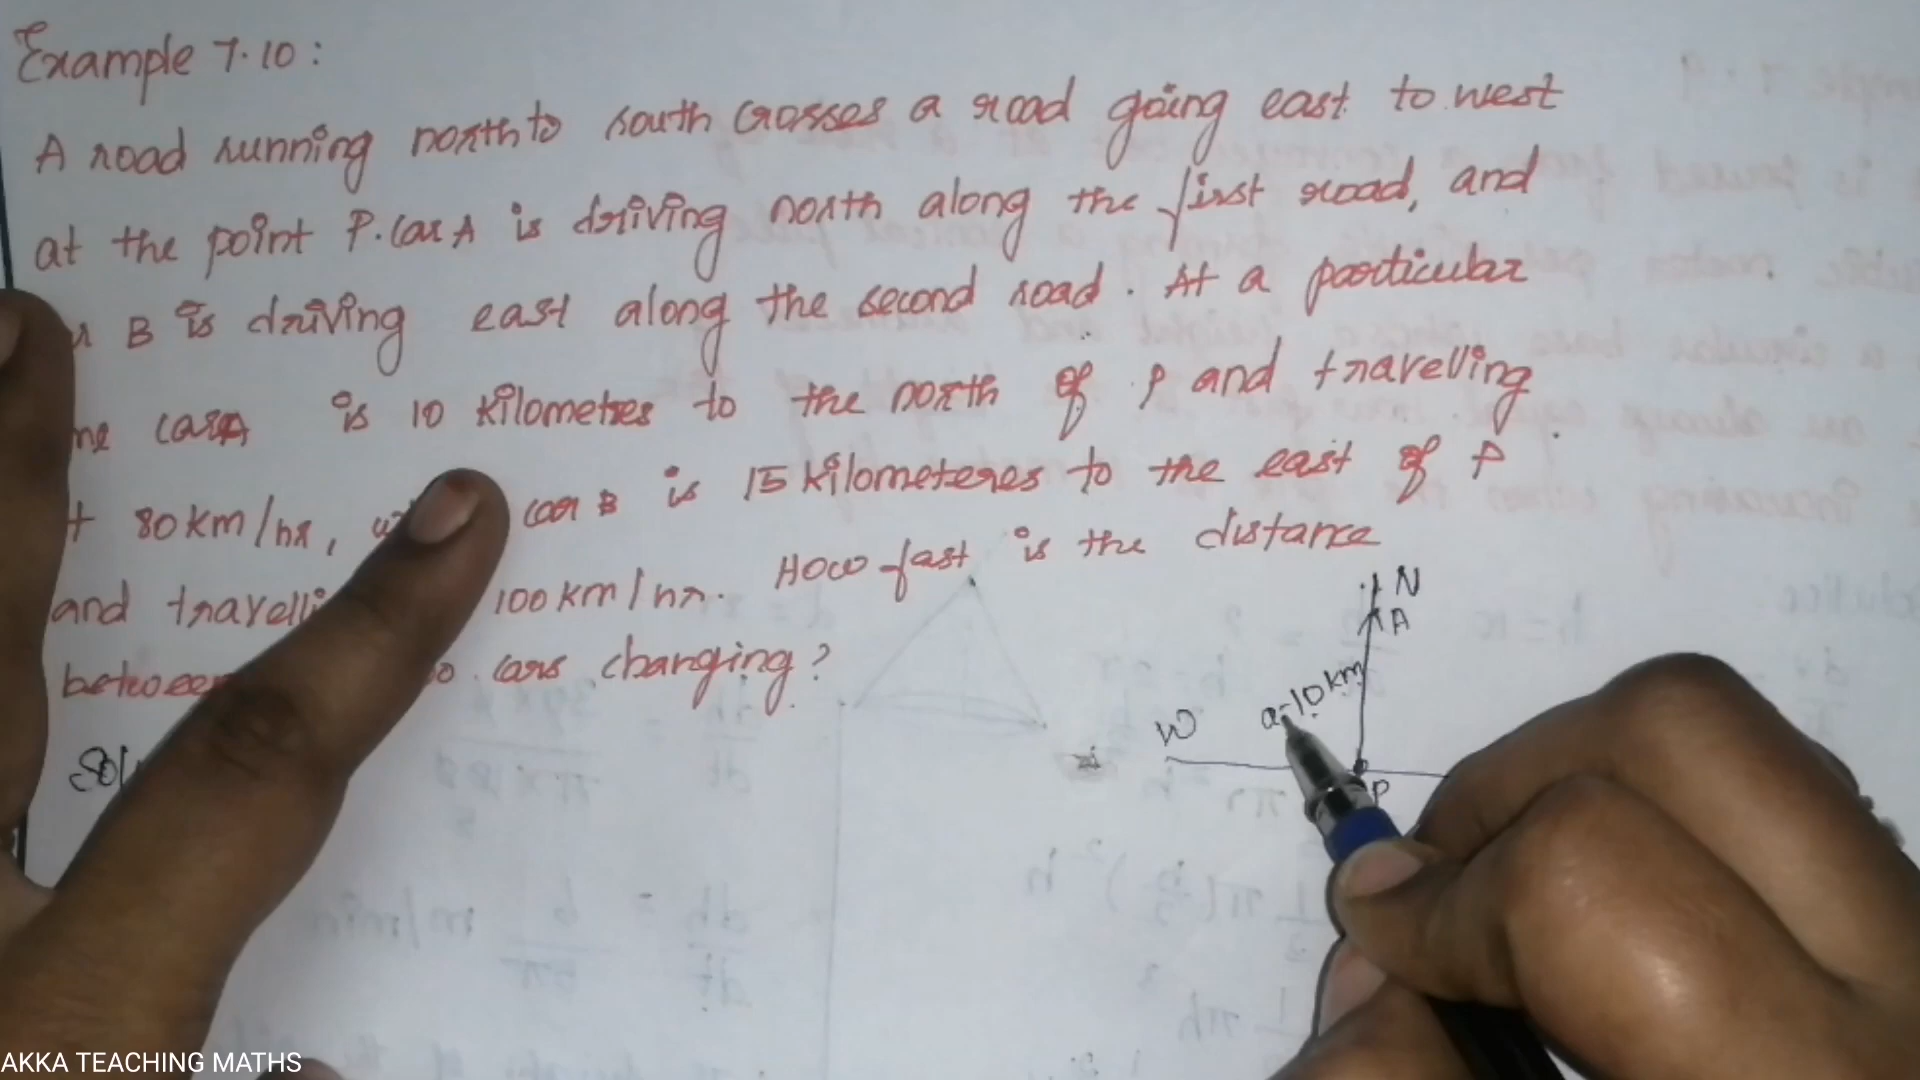 Example 7.10:
A road running north to south crosses a road going east to west
at the point P. Car A is driving north along the first road, and
B is driving east along the second road. At a particular
car A is 10 kilometres to the north of P and travelling
80 km/hr, car B is 15 kilometeres to the east of P
and 100 km/hr. How fast is the distance
cars changing?
N
A
a=10 km
W
P
AKKA TEACHING MATHS